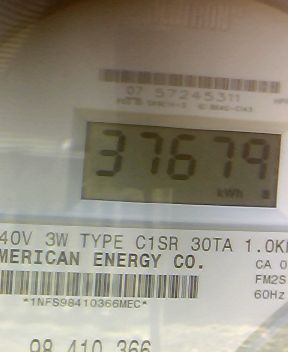 07 57245311
37679
kWh
40V 3W TYPE C1SR 30TA 1.0K
MERICAN ENERGY CO.
CA 0
FM2S
60Hz
*1NFS98410366MEC*
98 410 366